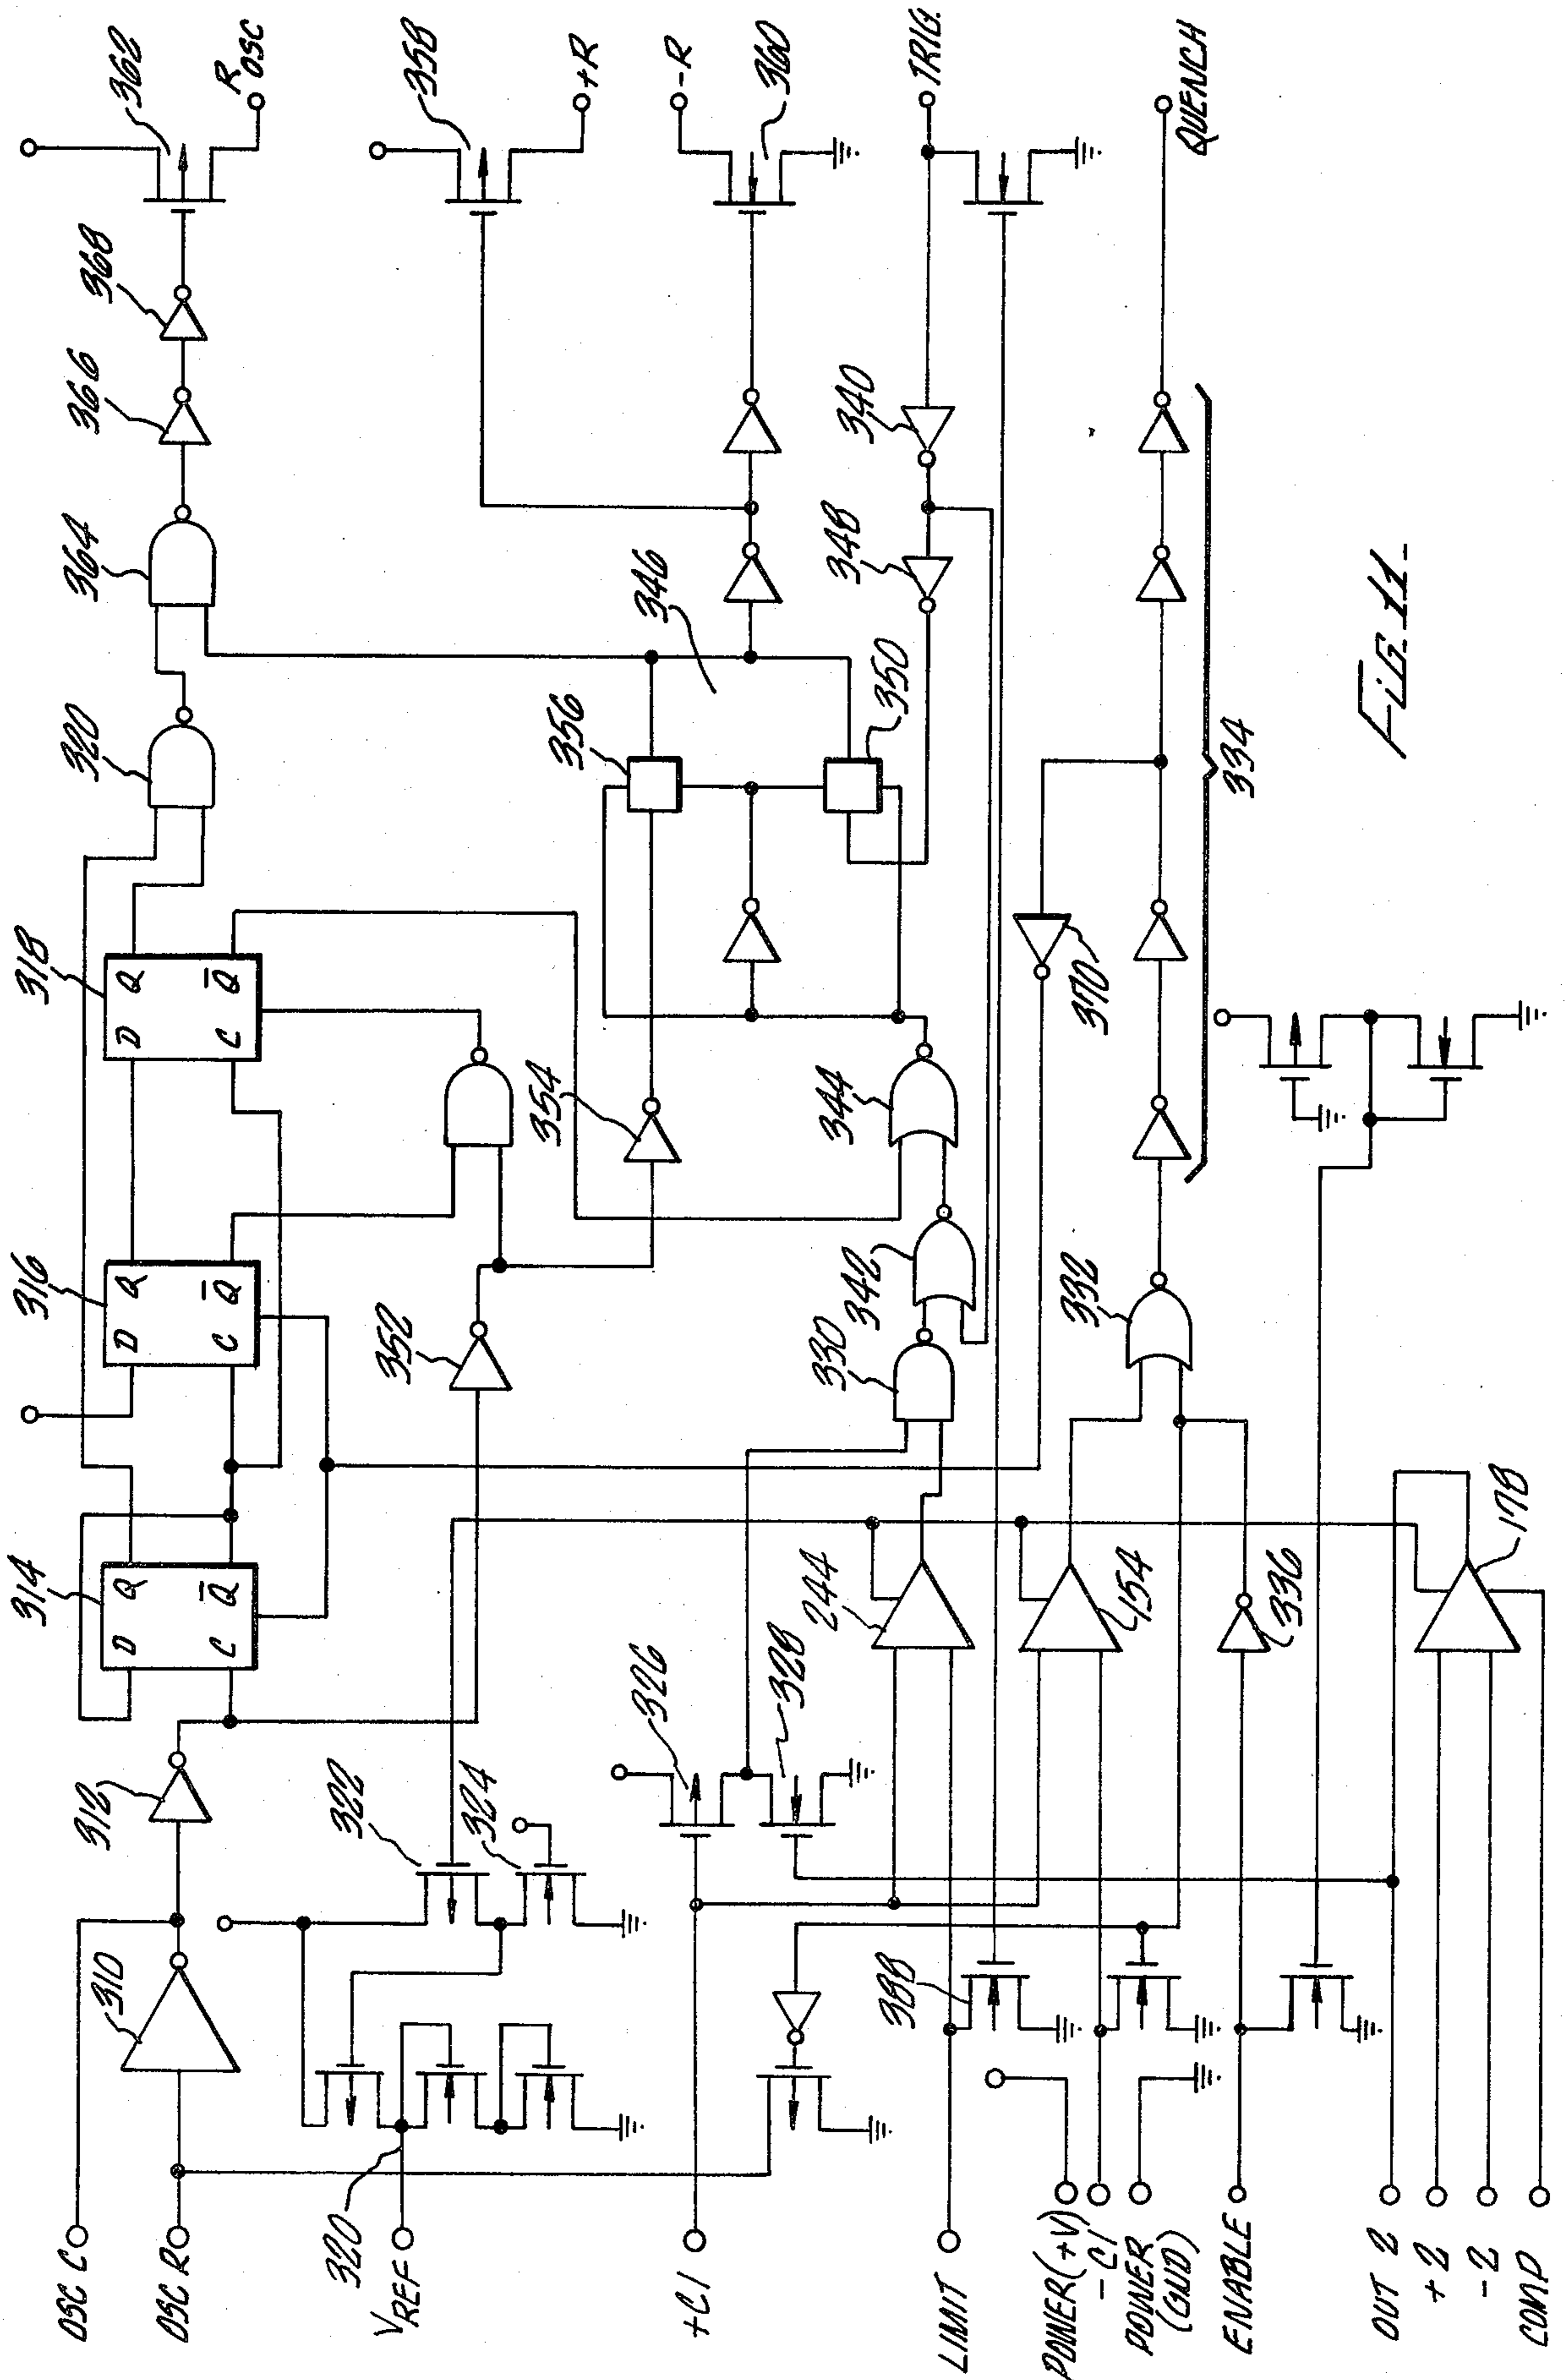 OSC C
OSC R
310
312
314
D Q
C Q̅
316
D Q
C Q̅
318
D Q
C Q̅
320
364
366
368
362
R OSC
320
VREF
322
324
352
358
+R
+C1
326
328
354
356
346
-R
360
LIMIT
388
244
330
342
344
350
348
340
TRIG.
POWER (+V)
-C1
POWER
(GND)
154
370
ENABLE
336
332
334
QUENCH
OUT 2
+2
-2
COMP
178
FIG. 11.